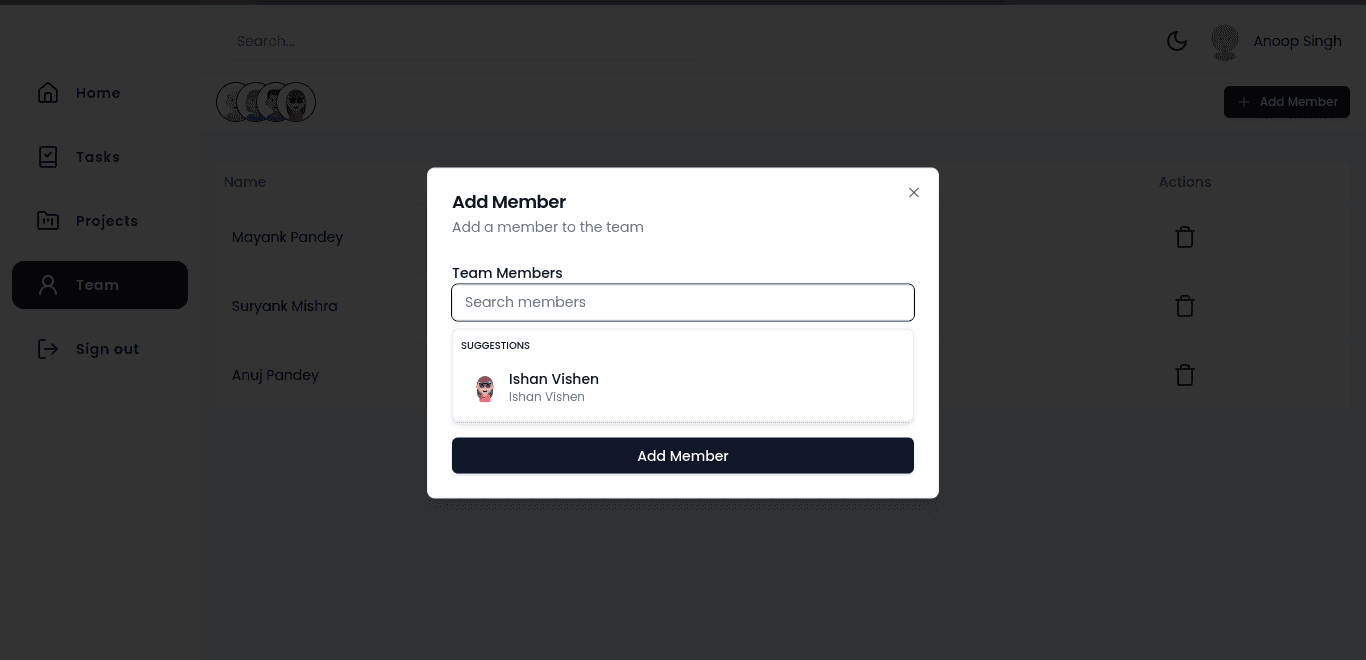 Search...
Anoop Singh
Home
Tasks
Projects
Team
Sign out
Add Member
Name
Actions
Mayank Pandey
Suryank Mishra
Anuj Pandey
Add Member
Add a member to the team
Team Members
Search members
SUGGESTIONS
Ishan Vishen
Ishan Vishen
Add Member